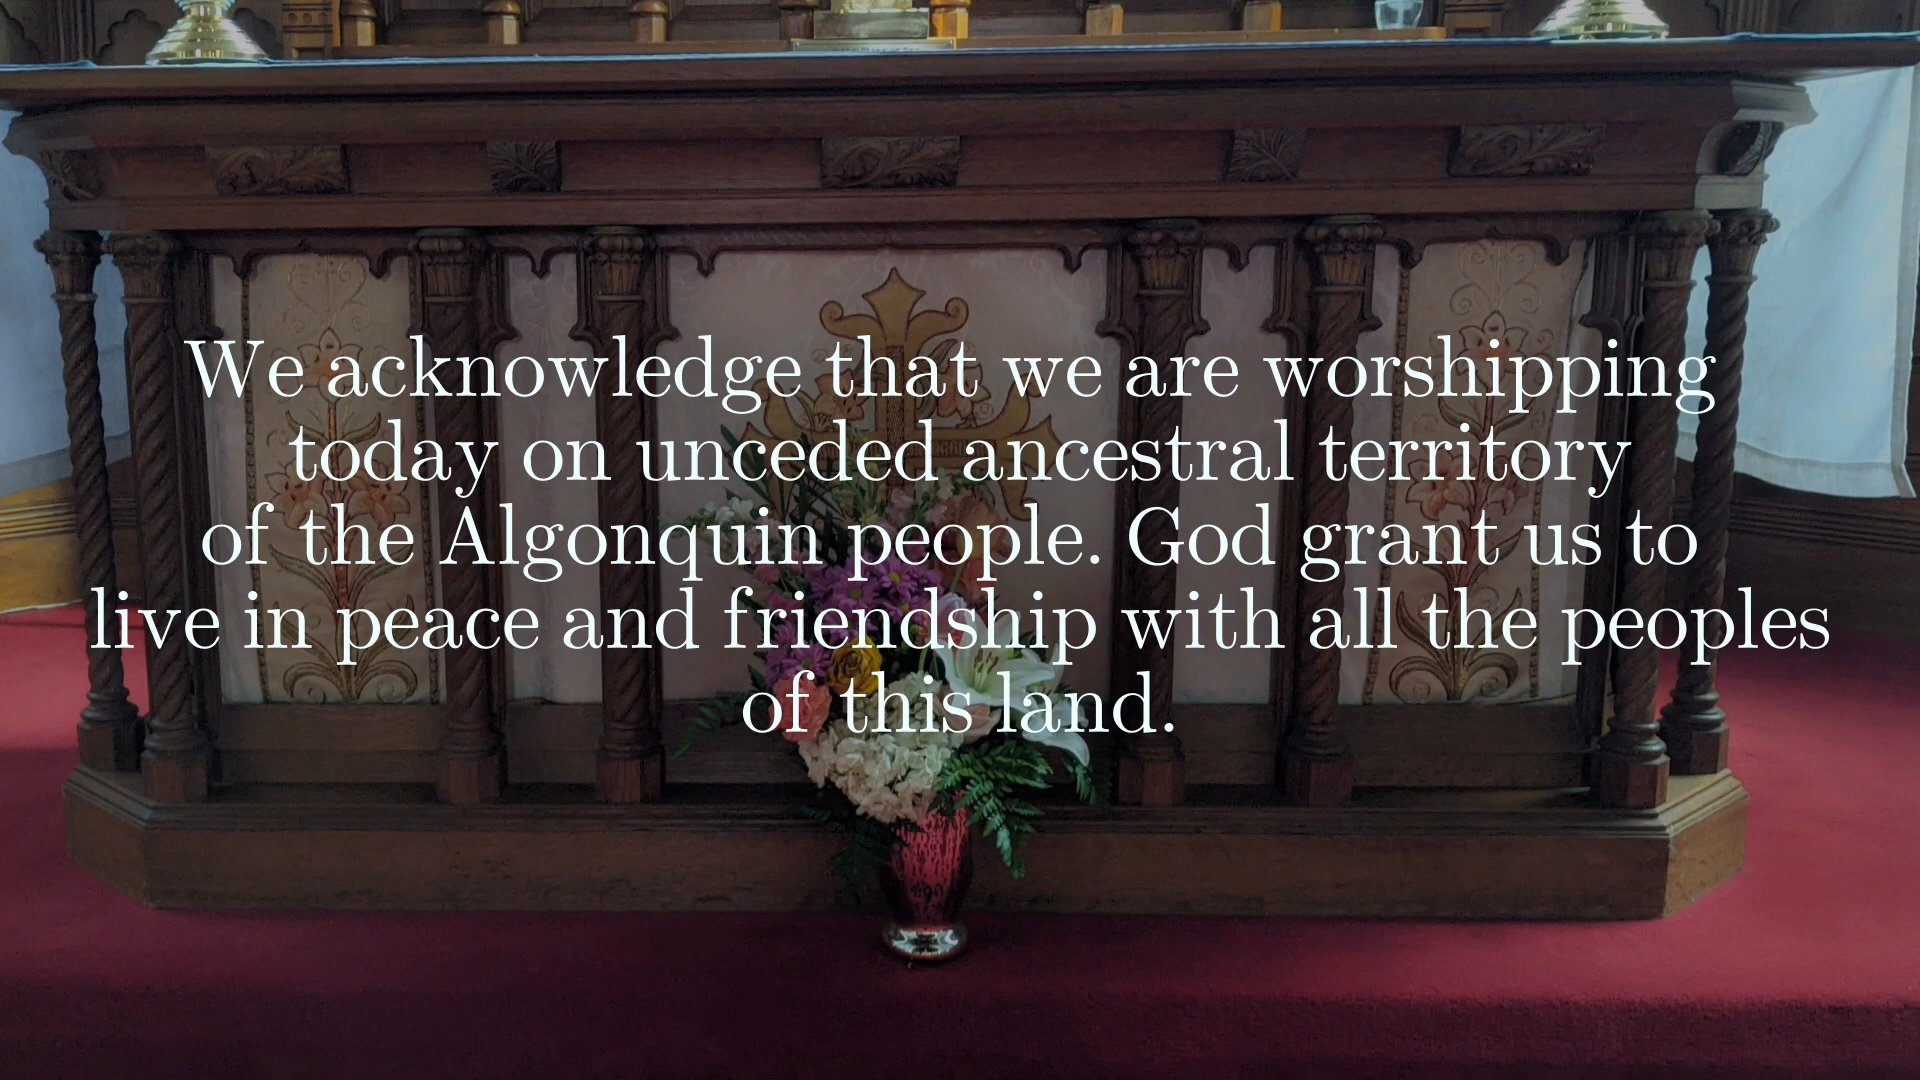 We acknowledge that we are worshipping
today on unceded ancestral territory
of the Algonquin people. God grant us to
live in peace and friendship with all the peoples
of this land.